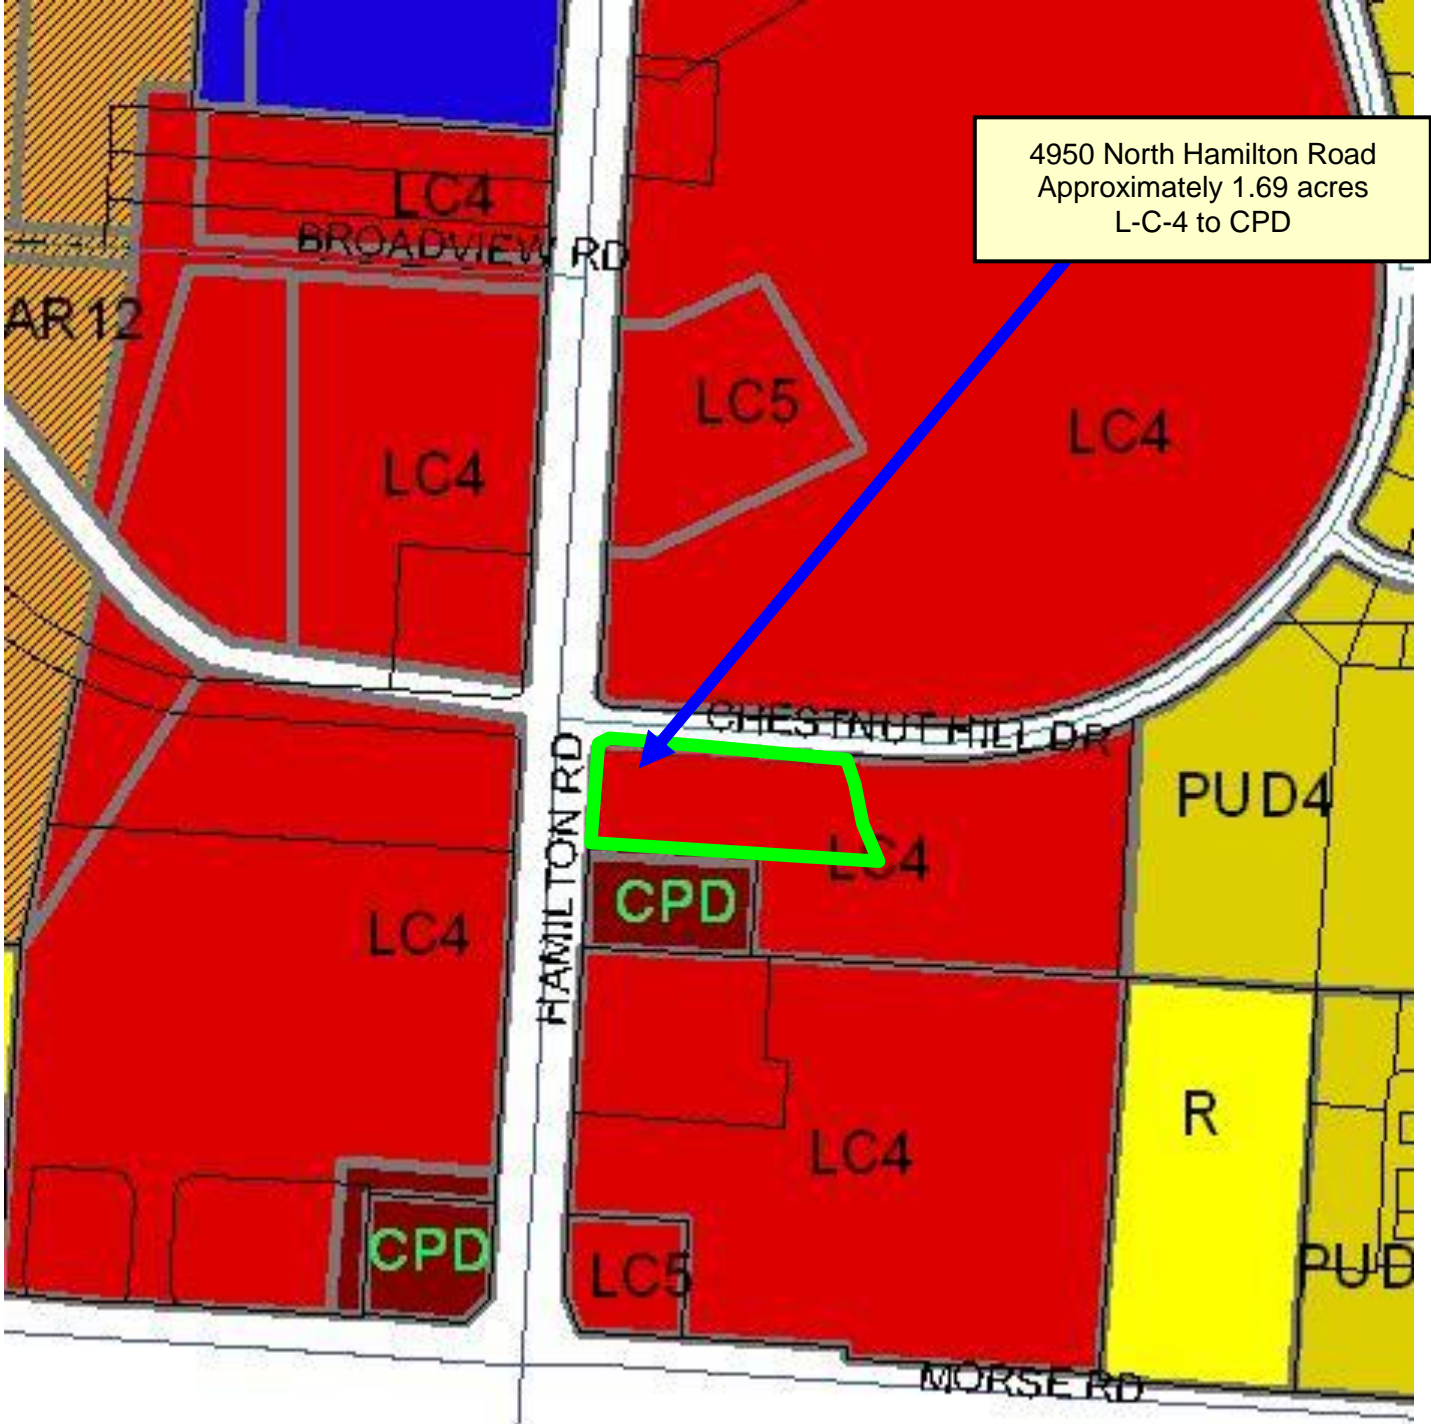 4950 North Hamilton Road
Approximately 1.69 acres
L-C-4 to CPD
LC4
BROADVIEW RD
AR12
LC5
LC4
LC4
CHESTNUT HILL DR
HAMILTON RD
PUD4
LC4
CPD
LC4
R
LC4
CPD
LC5
PUD
MORSE RD